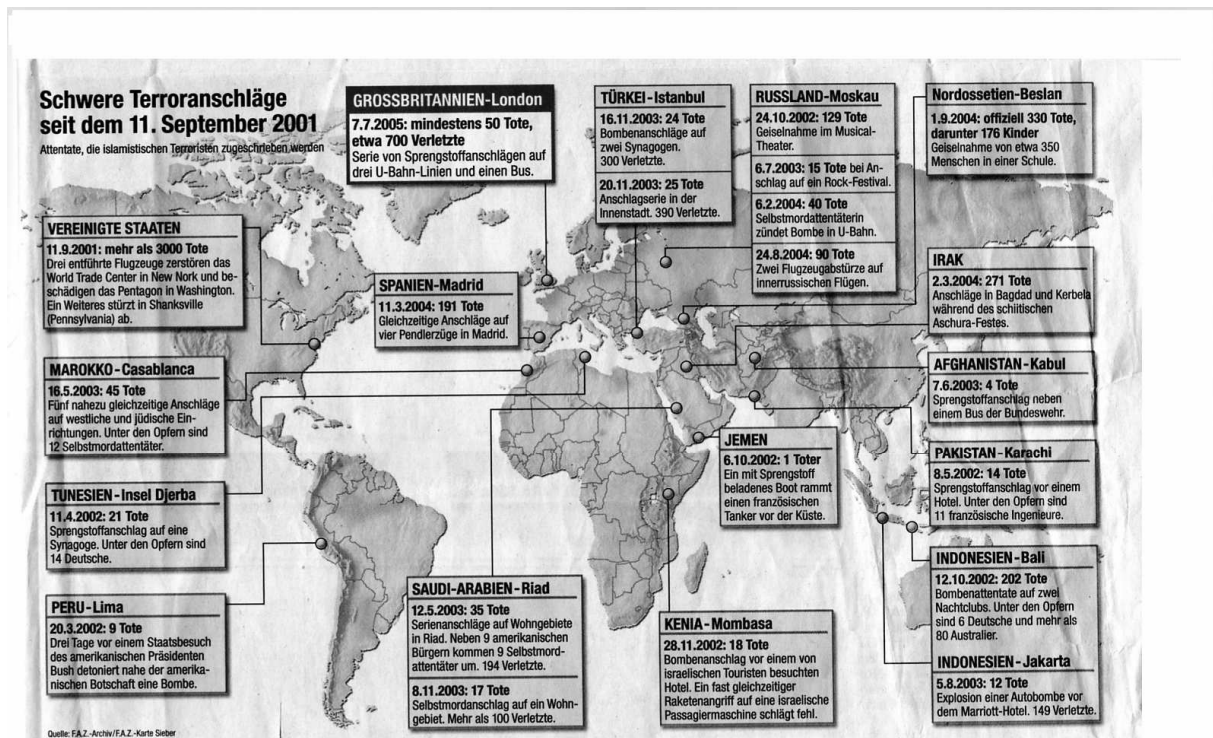 Schwere Terroranschläge
seit dem 11. September 2001
Attentate, die islamistischen Terroristen zugeschrieben werden
GROSSBRITANNIEN-London
7.7.2005: mindestens 50 Tote,
etwa 700 Verletzte
Serie von Sprengstoffanschlägen auf
drei U-Bahn-Linien und einen Bus.
TÜRKEI-Istanbul
16.11.2003: 24 Tote
Bombenanschläge auf
zwei Synagogen.
300 Verletzte.
20.11.2003: 25 Tote
Anschlagserie in der
Innenstadt. 390 Verletzte.
RUSSLAND-Moskau
24.10.2002: 129 Tote
Geiselnahme im Musical-
Theater.
6.7.2003: 15 Tote bei An-
schlag auf ein Rock-Festival.
6.2.2004: 40 Tote
Selbstmordattentäterin
zündet Bombe in U-Bahn.
24.8.2004: 90 Tote
Zwei Flugzeugabstürze auf
innerrussischen Flügen.
Nordossetien-Beslan
1.9.2004: offiziell 330 Tote,
darunter 176 Kinder
Geiselnahme von etwa 350
Menschen in einer Schule.
VEREINIGTE STAATEN
11.9.2001: mehr als 3000 Tote
Drei entführte Flugzeuge zerstören das
World Trade Center in New Nork und be-
schädigen das Pentagon in Washington.
Ein Weiteres stürzt in Shanksville
(Pennsylvania) ab.
SPANIEN-Madrid
11.3.2004: 191 Tote
Gleichzeitige Anschläge auf
vier Pendlerzüge in Madrid.
IRAK
2.3.2004: 271 Tote
Anschläge in Bagdad und Kerbela
während des schiitischen
Aschura-Festes.
MAROKKO-Casablanca
16.5.2003: 45 Tote
Fünf nahezu gleichzeitige Anschläge
auf westliche und jüdische Ein-
richtungen. Unter den Opfern sind
12 Selbstmordattentäter.
AFGHANISTAN-Kabul
7.6.2003: 4 Tote
Sprengstoffanschlag neben
einem Bus der Bundeswehr.
JEMEN
6.10.2002: 1 Toter
Ein mit Sprengstoff
beladenes Boot rammt
einen französischen
Tanker vor der Küste.
PAKISTAN-Karachi
8.5.2002: 14 Tote
Sprengstoffanschlag vor einem
Hotel. Unter den Opfern sind
11 französische Ingenieure.
TUNESIEN-Insel Djerba
11.4.2002: 21 Tote
Sprengstoffanschlag auf eine
Synagoge. Unter den Opfern sind
14 Deutsche.
INDONESIEN-Bali
12.10.2002: 202 Tote
Bombenattentate auf zwei
Nachtclubs. Unter den Opfern
sind 6 Deutsche und mehr als
80 Australier.
PERU-Lima
20.3.2002: 9 Tote
Drei Tage vor einem Staatsbesuch
des amerikanischen Präsidenten
Bush detoniert nahe der amerika-
nischen Botschaft eine Bombe.
SAUDI-ARABIEN-Riad
12.5.2003: 35 Tote
Serienanschläge auf Wohngebiete
in Riad. Neben 9 amerikanischen
Bürgern kommen 9 Selbstmord-
attentäter um. 194 Verletzte.
8.11.2003: 17 Tote
Selbstmordanschlag auf ein Wohn-
gebiet. Mehr als 100 Verletzte.
KENIA-Mombasa
28.11.2002: 18 Tote
Bombenanschlag vor einem von
israelischen Touristen besuchten
Hotel. Ein fast gleichzeitiger
Raketenangriff auf eine israelische
Passagiermaschine schlägt fehl.
INDONESIEN-Jakarta
5.8.2003: 12 Tote
Explosion einer Autobombe vor
dem Marriott-Hotel. 149 Verletzte.
Quelle: F.A.Z.-Archiv/F.A.Z.-Karte Sieber